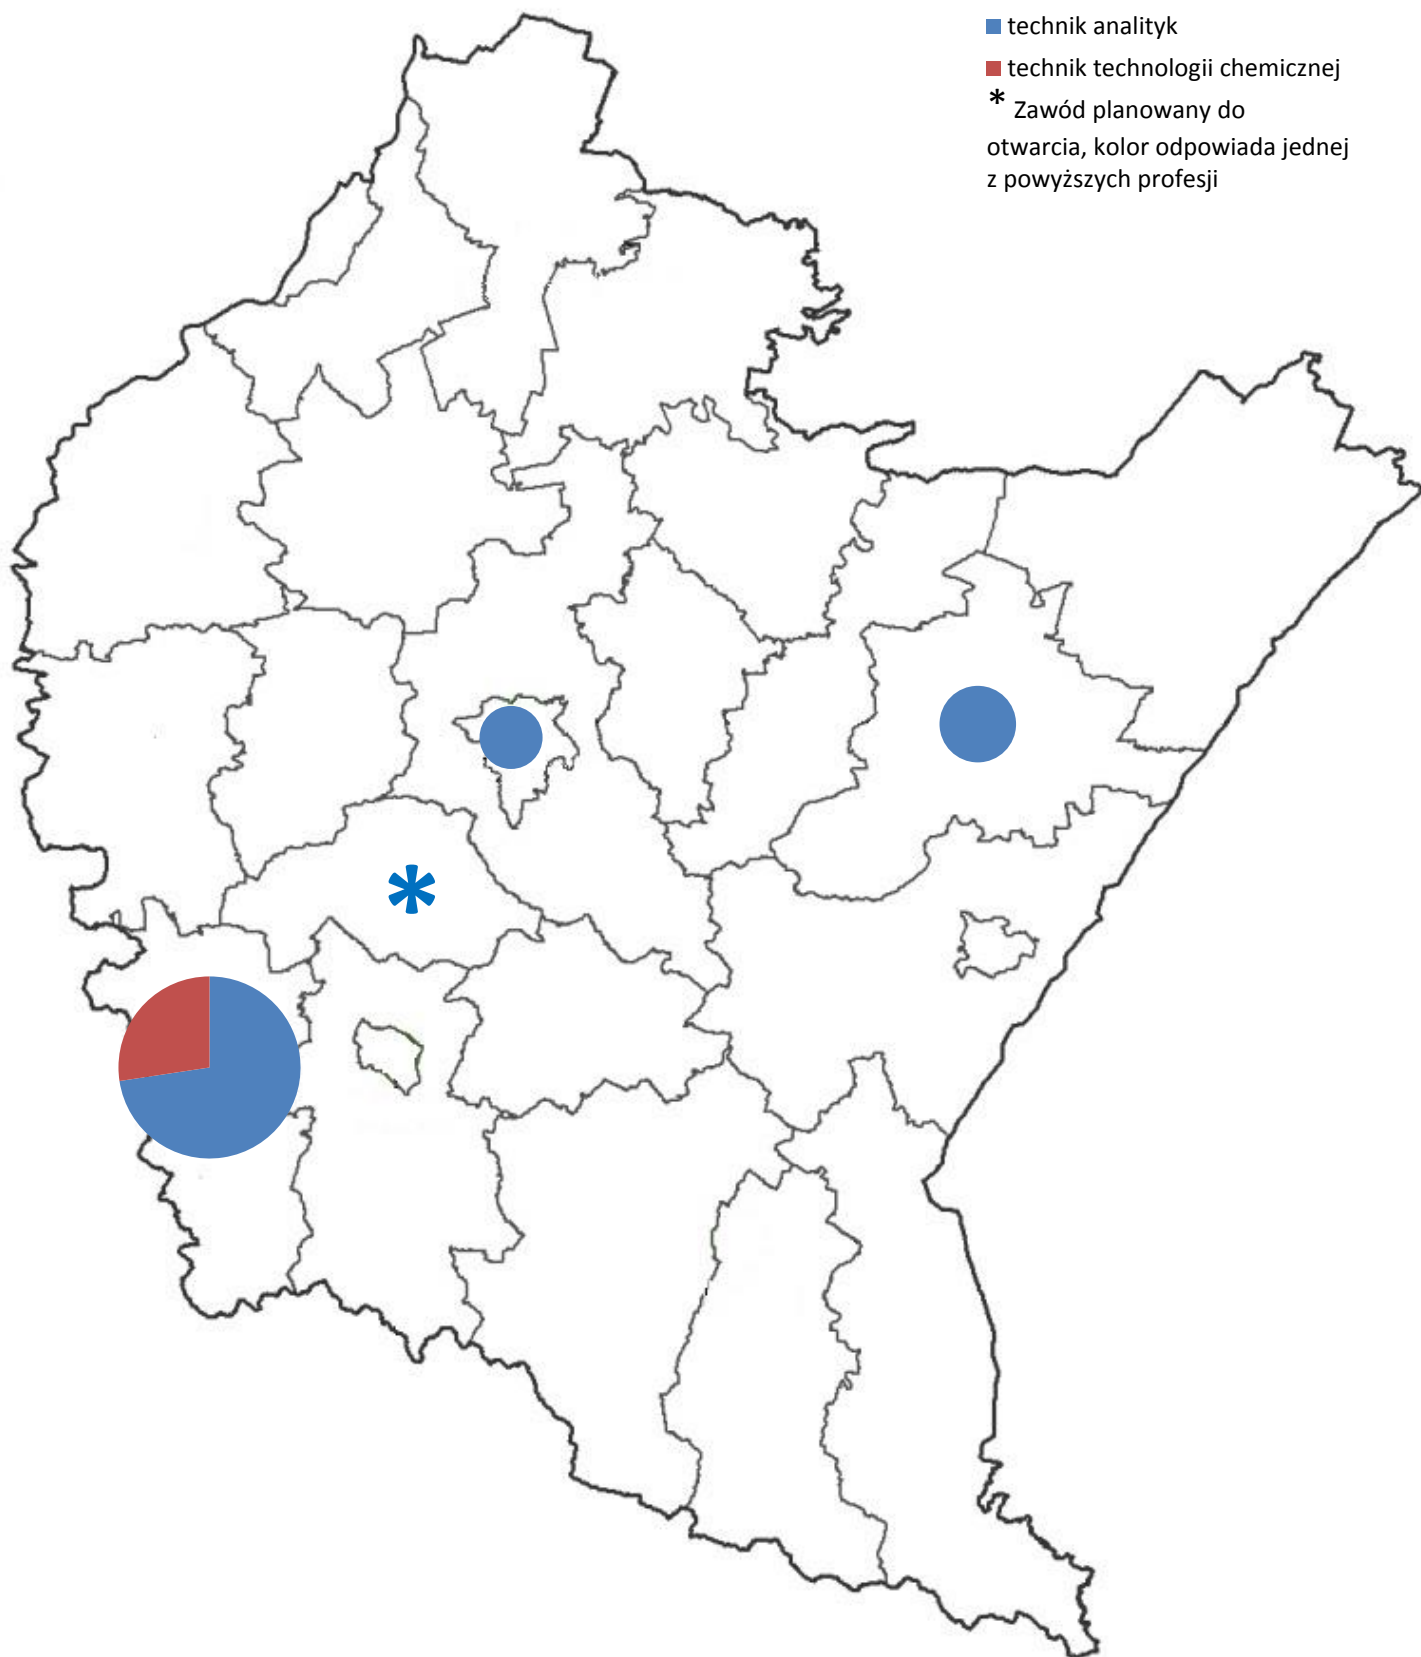 technik analityk
technik technologii chemicznej
* Zawód planowany do
otwarcia, kolor odpowiada jednej
z powyższych profesji
*